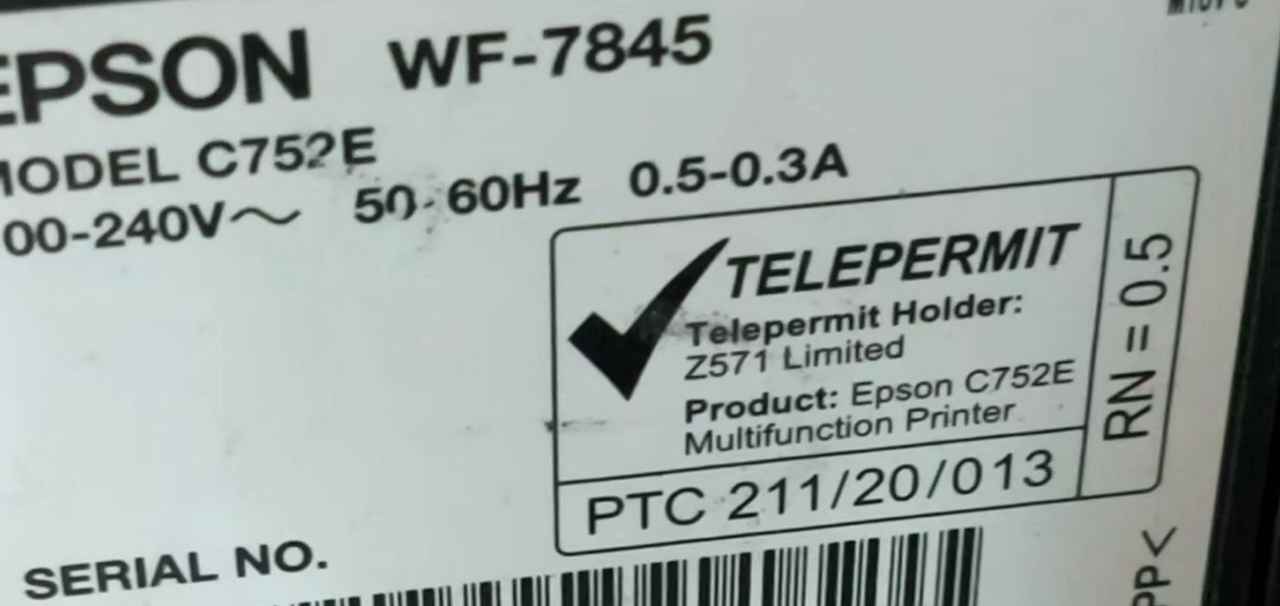 EPSON WF-7845
MODEL C752E
00-240V～ 50-60Hz 0.5-0.3A
TELEPERMIT
Telepermit Holder:
Z571 Limited
Product: Epson C752E
Multifunction Printer
PTC 211/20/013
RN = 0.5
SERIAL NO.
PP<